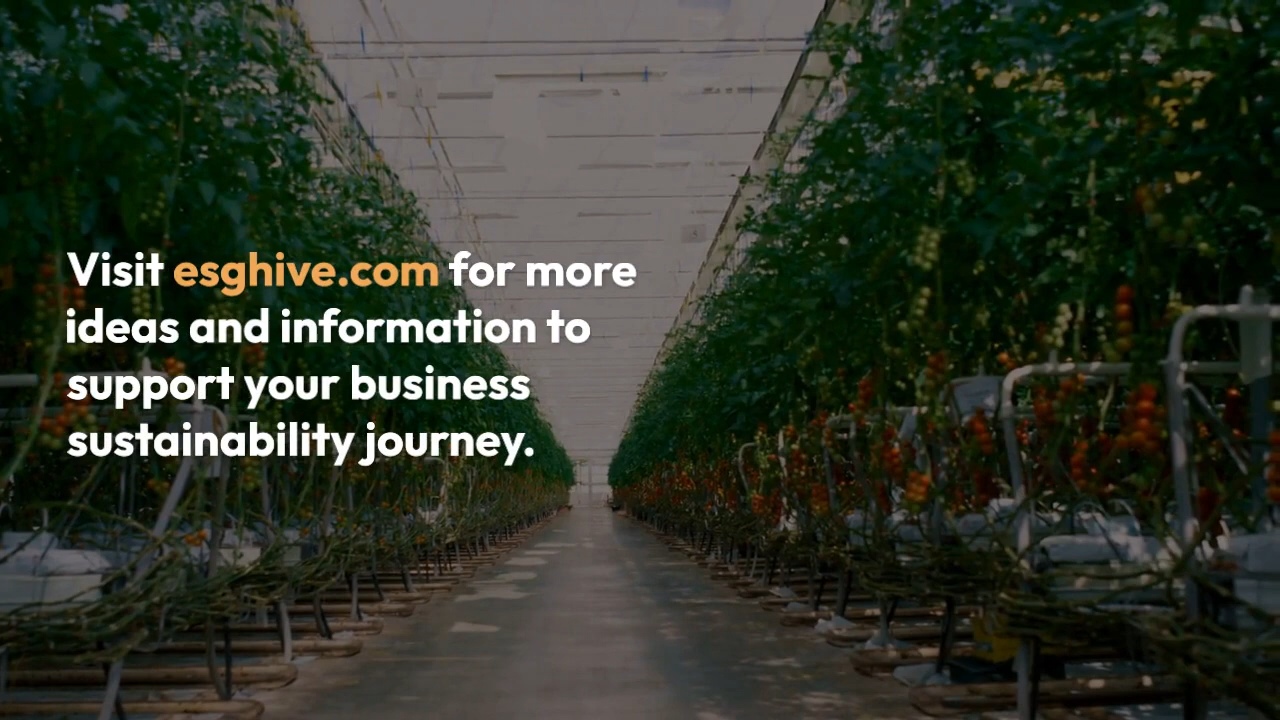 Visit esghive.com for more
ideas and information to
support your business
sustainability journey.